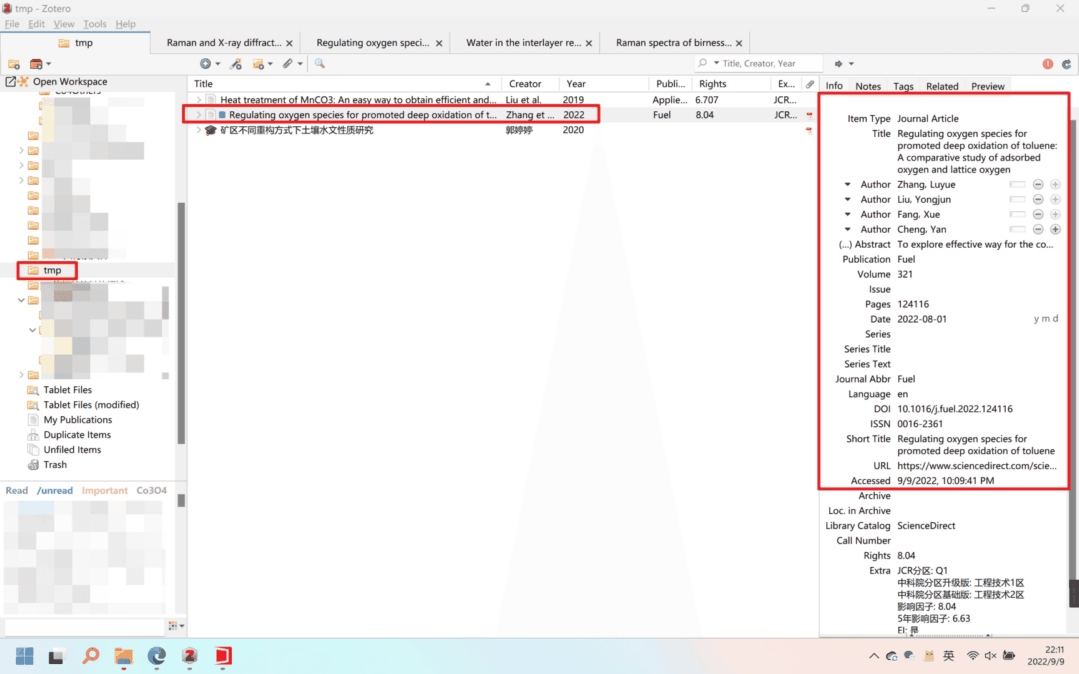 tmp - Zotero
File Edit View Tools Help
tmp
Raman and X-ray diffract... ×
Regulating oxygen speci... ×
Water in the interlayer re... ×
Raman spectra of birness... ×
Title, Creator, Year
Open Workspace
tmp
Tablet Files
Tablet Files (modified)
My Publications
Duplicate Items
Unfiled Items
Trash
Read /unread Important Co3O4
Title Creator Year Publi... Rights Ex...
Heat treatment of MnCO3: An easy way to obtain efficient and... Liu et al. 2019 Applie... 6.707 JCR...
Regulating oxygen species for promoted deep oxidation of t... Zhang et ... 2022 Fuel 8.04 JCR...
矿区不同重构方式下土壤水文性质研究 郭婷婷 2020
Info Notes Tags Related Preview
Item Type Journal Article
Title Regulating oxygen species for
promoted deep oxidation of toluene:
A comparative study of adsorbed
oxygen and lattice oxygen
Author Zhang, Luyue
Author Liu, Yongjun
Author Fang, Xue
Author Cheng, Yan
(...) Abstract To explore effective way for the co...
Publication Fuel
Volume 321
Issue
Pages 124116
Date 2022-08-01 y m d
Series
Series Title
Series Text
Journal Abbr Fuel
Language en
DOI 10.1016/j.fuel.2022.124116
ISSN 0016-2361
Short Title Regulating oxygen species for
promoted deep oxidation of toluene
URL https://www.sciencedirect.com/scie...
Accessed 9/9/2022, 10:09:41 PM
Archive
Loc. in Archive
Library Catalog ScienceDirect
Call Number
Rights 8.04
Extra JCR分区: Q1
中科院分区升级版: 工程技术1区
中科院分区基础版: 工程技术2区
影响因子: 8.04
5年影响因子: 6.63
EI: 是
英
22:11
2022/9/9